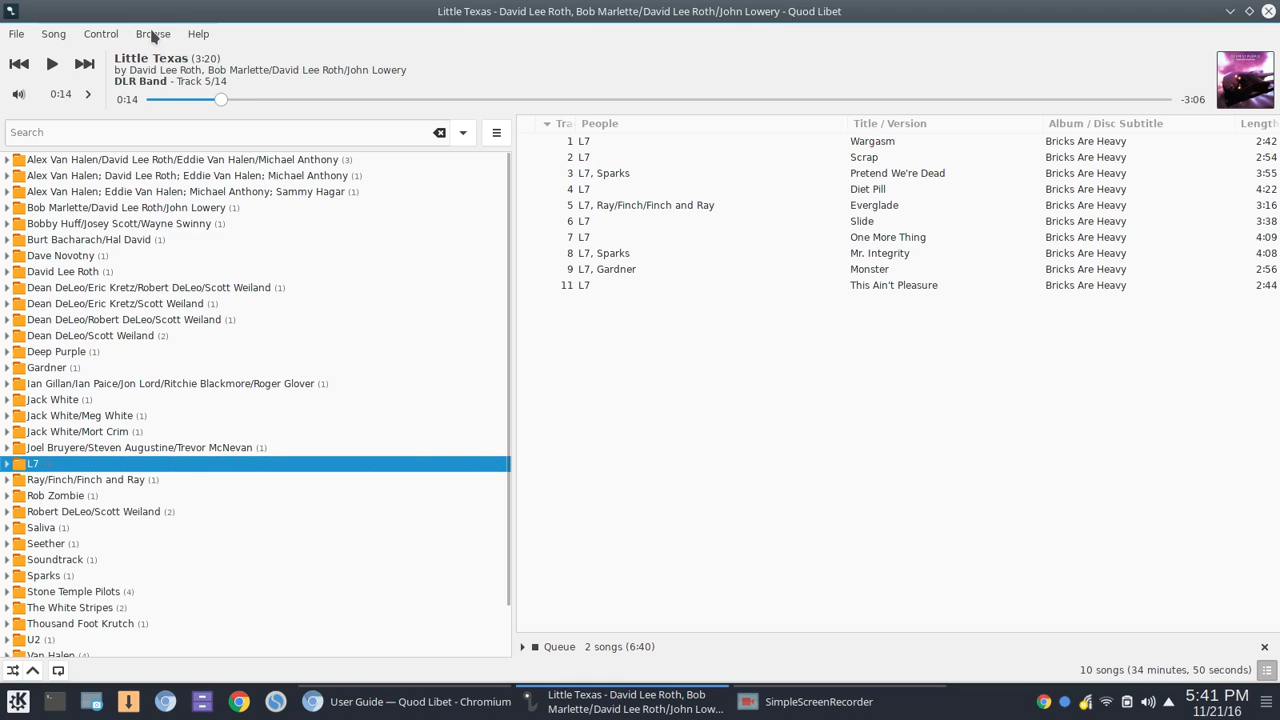 Little Texas - David Lee Roth, Bob Marlette/David Lee Roth/John Lowery - Quod Libet
File Song Control Browse Help
Little Texas (3:20)
by David Lee Roth, Bob Marlette/David Lee Roth/John Lowery
DLR Band - Track 5/14
0:14
0:14 -3:06
Search
Alex Van Halen/David Lee Roth/Eddie Van Halen/Michael Anthony (3)
Alex Van Halen; David Lee Roth; Eddie Van Halen; Michael Anthony (1)
Alex Van Halen; Eddie Van Halen; Michael Anthony; Sammy Hagar (1)
Bob Marlette/David Lee Roth/John Lowery (1)
Bobby Huff/Josey Scott/Wayne Swinny (1)
Burt Bacharach/Hal David (1)
Dave Novotny (1)
David Lee Roth (1)
Dean DeLeo/Eric Kretz/Robert DeLeo/Scott Weiland (1)
Dean DeLeo/Eric Kretz/Scott Weiland (1)
Dean DeLeo/Robert DeLeo/Scott Weiland (1)
Dean DeLeo/Scott Weiland (2)
Deep Purple (1)
Gardner (1)
Ian Gillan/Ian Paice/Jon Lord/Ritchie Blackmore/Roger Glover (1)
Jack White (1)
Jack White/Meg White (1)
Jack White/Mort Crim (1)
Joel Bruyere/Steven Augustine/Trevor McNevan (1)
L7
Ray/Finch/Finch and Ray (1)
Rob Zombie (1)
Robert DeLeo/Scott Weiland (2)
Saliva (1)
Seether (1)
Soundtrack (1)
Sparks (1)
Stone Temple Pilots (4)
The White Stripes (2)
Thousand Foot Krutch (1)
U2 (1)
Van Halen (4)
Tra People Title / Version Album / Disc Subtitle Length
1 L7 Wargasm Bricks Are Heavy 2:42
2 L7 Scrap Bricks Are Heavy 2:54
3 L7, Sparks Pretend We're Dead Bricks Are Heavy 3:55
4 L7 Diet Pill Bricks Are Heavy 4:22
5 L7, Ray/Finch/Finch and Ray Everglade Bricks Are Heavy 3:16
6 L7 Slide Bricks Are Heavy 3:38
7 L7 One More Thing Bricks Are Heavy 4:09
8 L7, Sparks Mr. Integrity Bricks Are Heavy 4:08
9 L7, Gardner Monster Bricks Are Heavy 2:56
11 L7 This Ain't Pleasure Bricks Are Heavy 2:44
Queue 2 songs (6:40)
10 songs (34 minutes, 50 seconds)
User Guide — Quod Libet - Chromium
Little Texas - David Lee Roth, Bob
Marlette/David Lee Roth/John Low...
SimpleScreenRecorder
5:41 PM
11/21/16